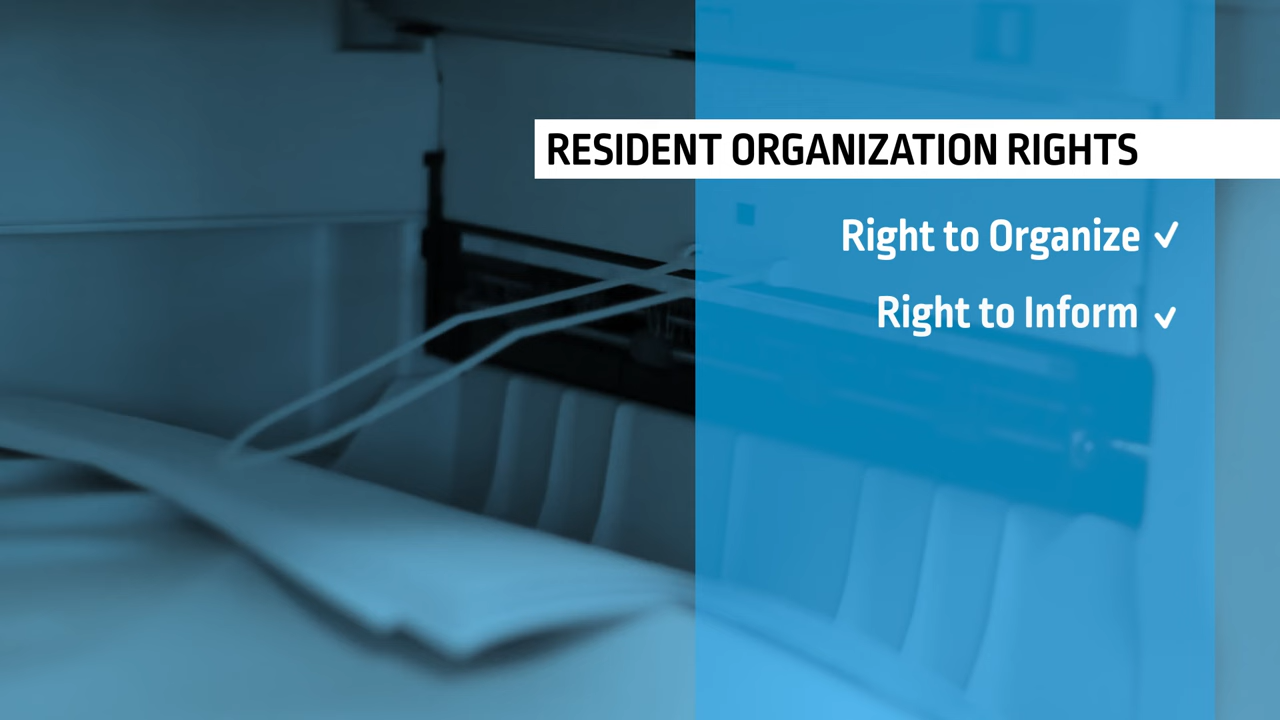 RESIDENT ORGANIZATION RIGHTS
Right to Organize ✓
Right to Inform ✓